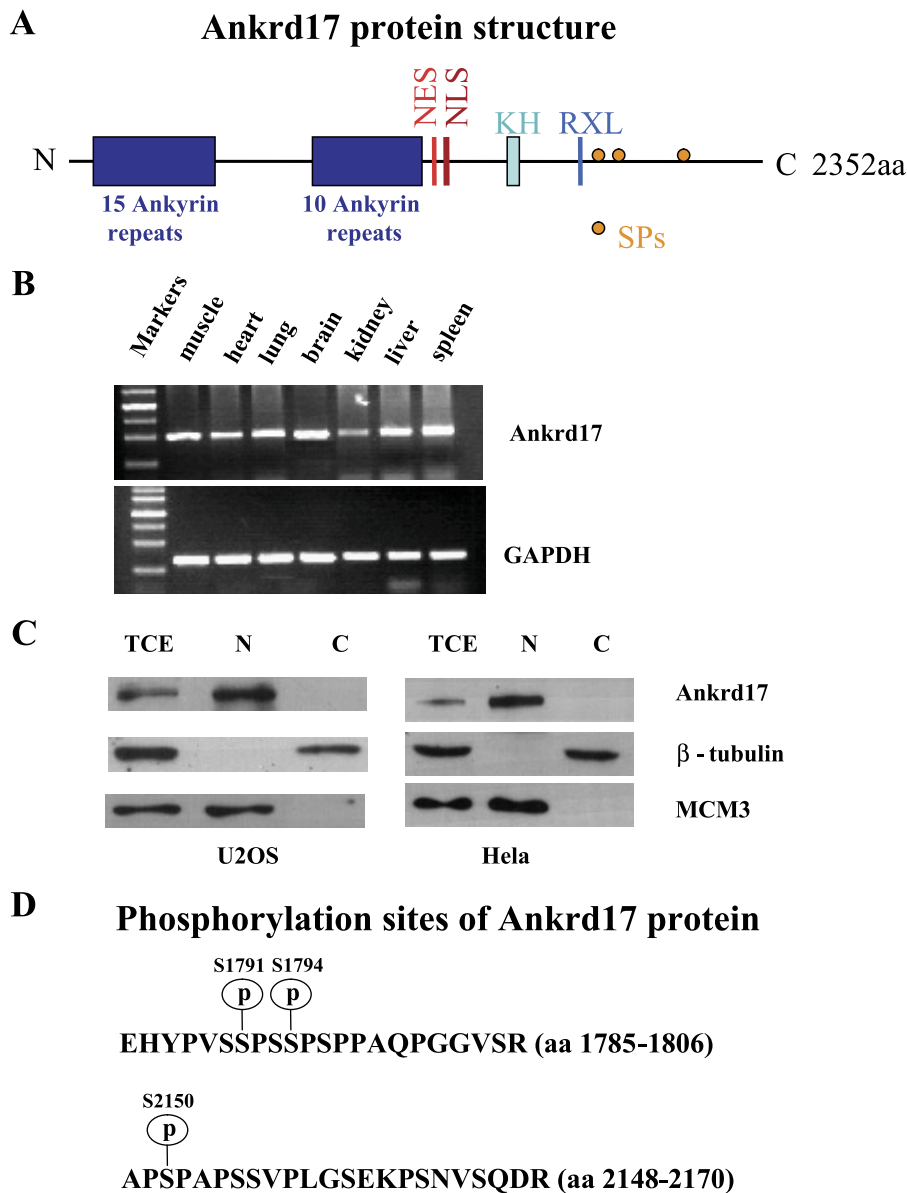 A
Ankrd17 protein structure
NES
NLS
KH
RXL
N
C 2352aa
15 Ankyrin
repeats
10 Ankyrin
repeats
SPs
B
Markers
muscle
heart
lung
brain
kidney
liver
spleen
Ankrd17
GAPDH
C
TCE N C
TCE N C
Ankrd17
β-tubulin
MCM3
U2OS
Hela
D
Phosphorylation sites of Ankrd17 protein
S1791 S1794
p p
EHYPVSSPSSPSPPAQPGGVSR (aa 1785-1806)
S2150
p
APSPAPSSVPLGSEKPSNVSQDR (aa 2148-2170)